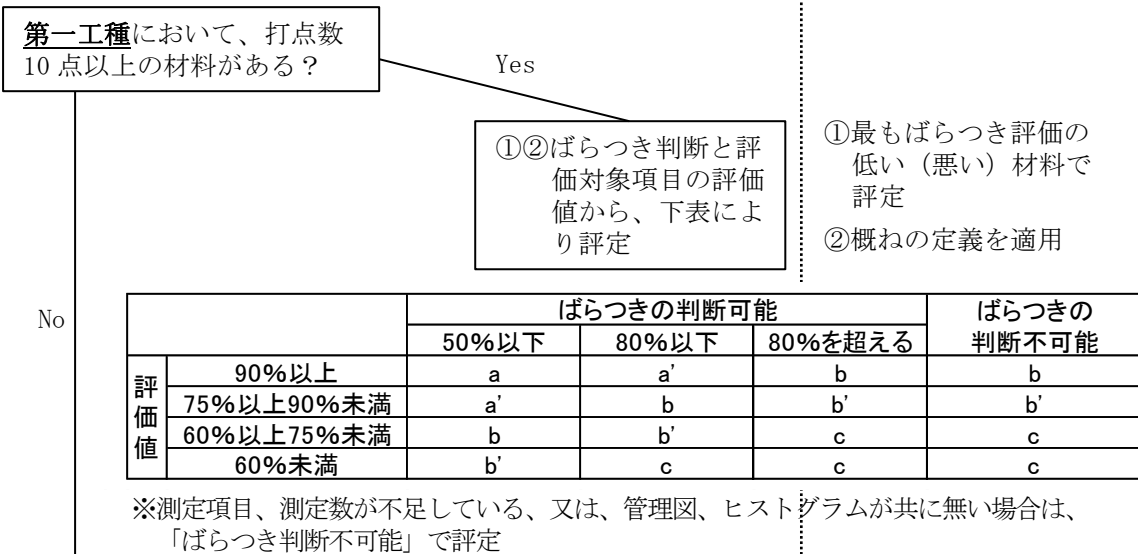 第一工種において、打点数
10点以上の材料がある？
Yes
①②ばらつき判断と評
価対象項目の評価
値から、下表によ
り評定
①最もばらつき評価の
低い（悪い）材料で
評定
②概ねの定義を適用
No
ばらつきの判断可能 ばらつきの
50%以下 80%以下 80%を超える 判断不可能
評価値
90%以上 a a' b b
75%以上90%未満 a' b b' b'
60%以上75%未満 b b' c c
60%未満 b' c c c
※測定項目、測定数が不足している、又は、管理図、ヒストグラムが共に無い場合は、
「ばらつき判断不可能」で評定